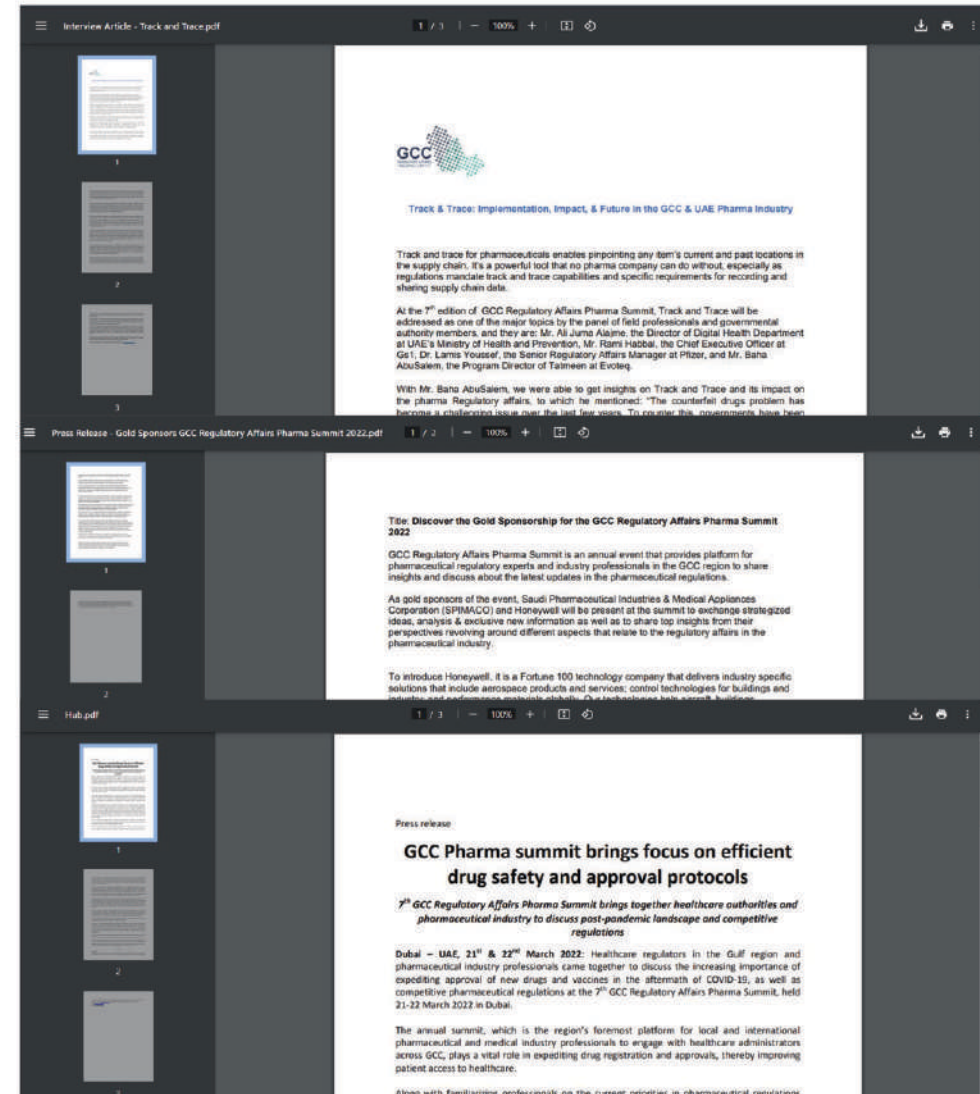 Interview Article - Track and Trace.pdf
1 / 3 | — 100% +
1
2
3
GCC
Track & Trace: Implementation, Impact, & Future in the GCC & UAE Pharma Industry
Track and trace for pharmaceuticals enables pinpointing any item's current and past locations in
the supply chain. It's a powerful tool that no pharma company can do without, especially as
regulations mandate track and trace capabilities and specific requirements for recording and
sharing supply chain data.
At the 7th edition of GCC Regulatory Affairs Pharma Summit, Track and Trace will be
addressed as one of the major topics by the panel of field professionals and governmental
authority members, and they are: Mr. Ali Juma Alajme, the Director of Digital Health Department
at UAE's Ministry of Health and Prevention, Mr. Rami Habbal, the Chief Executive Officer at
Gs1, Dr. Lamis Youssef, the Senior Regulatory Affairs Manager at Pfizer, and Mr. Baha
AbuSalem, the Program Director of Tatmeen at Evoteq.
With Mr. Baha AbuSalem, we were able to get insights on Track and Trace and its impact on
the pharma Regulatory affairs, to which he mentioned: "The counterfeit drugs problem has
become a challenging issue over the last few years. To counter this, governments have been
Press Release - Gold Sponsors GCC Regulatory Affairs Pharma Summit 2022.pdf
1 / 2 | — 100% +
1
2
Title: Discover the Gold Sponsorship for the GCC Regulatory Affairs Pharma Summit
2022
GCC Regulatory Affairs Pharma Summit is an annual event that provides platform for
pharmaceutical regulatory experts and industry professionals in the GCC region to share
insights and discuss about the latest updates in the pharmaceutical regulations.
As gold sponsors of the event, Saudi Pharmaceutical Industries & Medical Appliances
Corporation (SPIMACO) and Honeywell will be present at the summit to exchange strategized
ideas, analysis & exclusive new information as well as to share top insights from their
perspectives revolving around different aspects that relate to the regulatory affairs in the
pharmaceutical industry.
To introduce Honeywell, it is a Fortune 100 technology company that delivers industry specific
solutions that include aerospace products and services; control technologies for buildings and
Hub.pdf
1 / 3 | — 100% +
1
2
Press release
GCC Pharma summit brings focus on efficient
drug safety and approval protocols
7th GCC Regulatory Affairs Pharma Summit brings together healthcare authorities and
pharmaceutical industry to discuss post-pandemic landscape and competitive
regulations
Dubai – UAE, 21st & 22nd March 2022: Healthcare regulators in the Gulf region and
pharmaceutical industry professionals came together to discuss the increasing importance of
expediting approval of new drugs and vaccines in the aftermath of COVID-19, as well as
competitive pharmaceutical regulations at the 7th GCC Regulatory Affairs Pharma Summit, held
21-22 March 2022 in Dubai.
The annual summit, which is the region's foremost platform for local and international
pharmaceutical and medical industry professionals to engage with healthcare administrators
across GCC, plays a vital role in expediting drug registration and approvals, thereby improving
patient access to healthcare.
Along with familiarizing professionals on the current priorities in pharmaceutical regulations